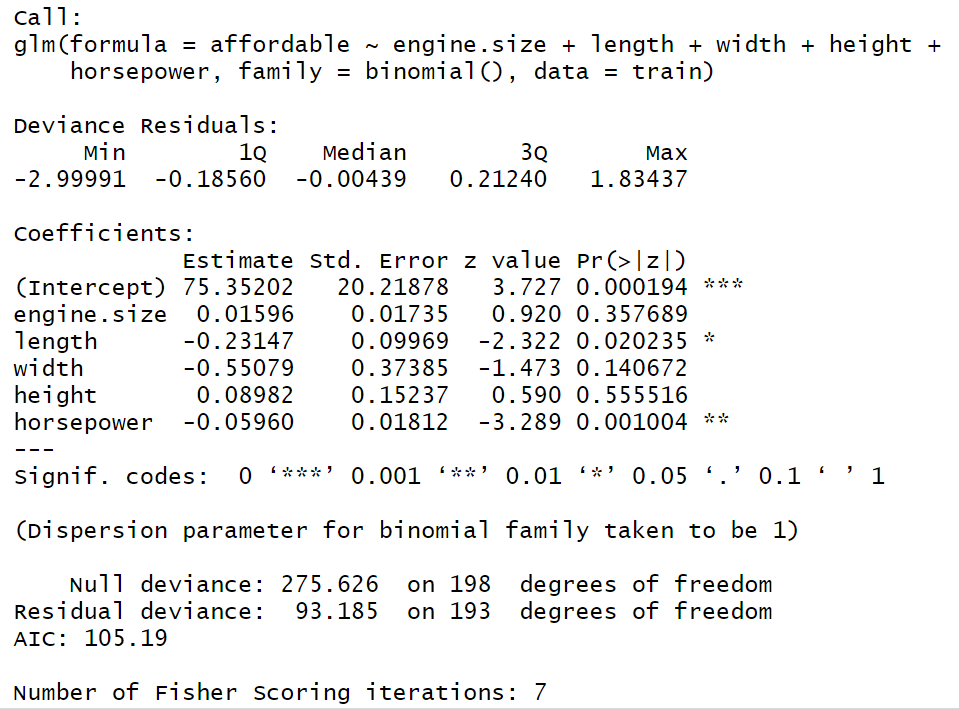 Call:
glm(formula = affordable ~ engine.size + length + width + height +
    horsepower, family = binomial(), data = train)

Deviance Residuals:
     Min       1Q   Median       3Q      Max
-2.99991  -0.18560  -0.00439   0.21240   1.83437

Coefficients:
            Estimate Std. Error z value Pr(>|z|)
(Intercept) 75.35202   20.21878   3.727 0.000194 ***
engine.size  0.01596    0.01735   0.920 0.357689
length      -0.23147    0.09969  -2.322 0.020235 *
width       -0.55079    0.37385  -1.473 0.140672
height       0.08982    0.15237   0.590 0.555516
horsepower  -0.05960    0.01812  -3.289 0.001004 **
---
Signif. codes:  0 ‘***’ 0.001 ‘**’ 0.01 ‘*’ 0.05 ‘.’ 0.1 ‘ ’ 1

(Dispersion parameter for binomial family taken to be 1)

    Null deviance: 275.626  on 198  degrees of freedom
Residual deviance:  93.185  on 193  degrees of freedom
AIC: 105.19

Number of Fisher Scoring iterations: 7